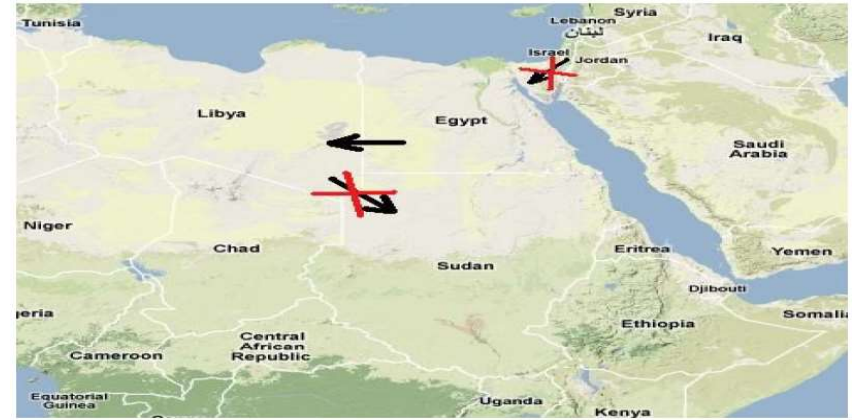 Tunisia
Syria
Lebanon
لبنان
Iraq
Israel
Jordan
Libya
Egypt
Saudi
Arabia
Niger
Chad
Sudan
Eritrea
Yemen
Djibouti
Somalia
jeria
Ethiopia
Central
African
Republic
Cameroon
Equatorial
Guinea
Uganda
Kenya